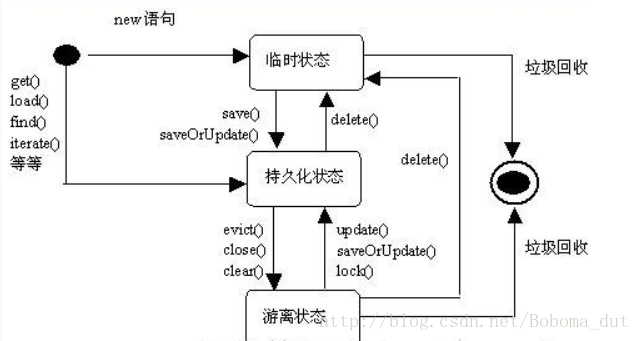 new语句
get()
load()
find()
iterate()
等等
临时状态
垃圾回收
save()
saveOrUpdate()
delete()
delete()
持久化状态
evict()
close()
clear()
update()
saveOrUpdate()
lock()
垃圾回收
游离状态
http://blog.csdn.net/Boboma_dut